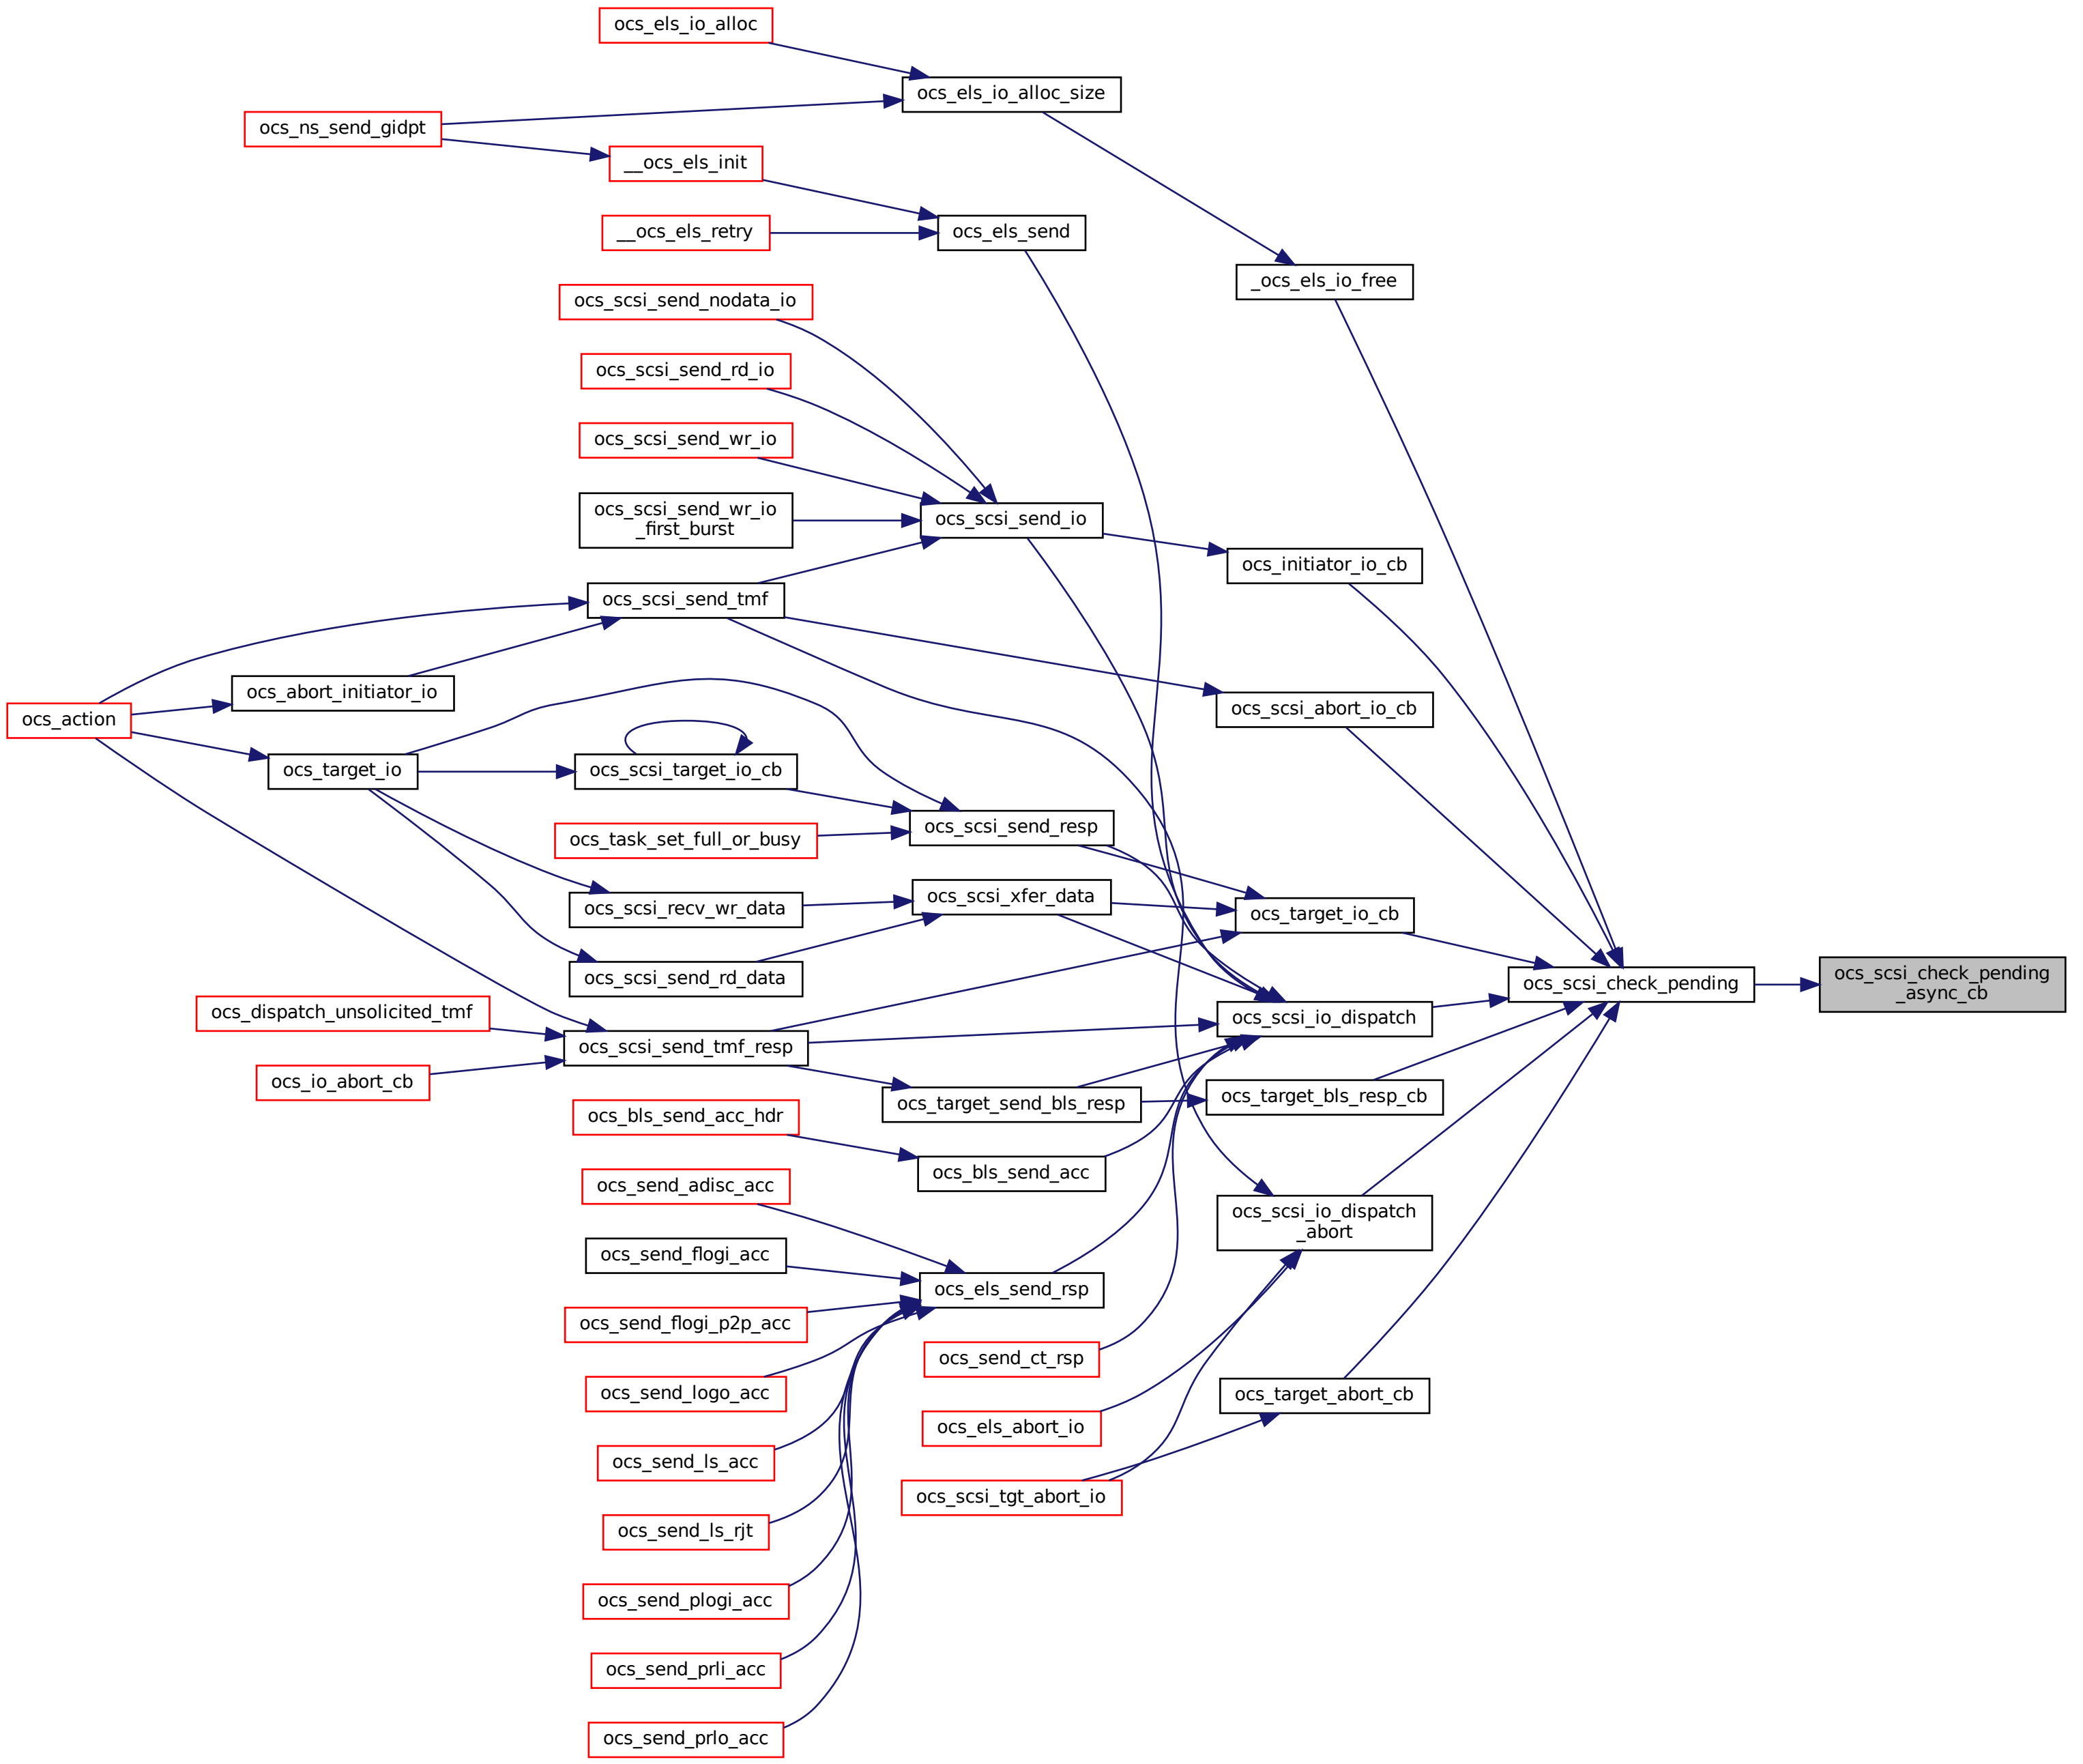 ocs_els_io_alloc
ocs_els_io_alloc_size
ocs_ns_send_gidpt
__ocs_els_init
__ocs_els_retry
ocs_els_send
_ocs_els_io_free
ocs_scsi_send_nodata_io
ocs_scsi_send_rd_io
ocs_scsi_send_wr_io
ocs_scsi_send_wr_io
_first_burst
ocs_scsi_send_io
ocs_initiator_io_cb
ocs_scsi_send_tmf
ocs_abort_initiator_io
ocs_scsi_abort_io_cb
ocs_action
ocs_target_io
ocs_scsi_target_io_cb
ocs_scsi_send_resp
ocs_task_set_full_or_busy
ocs_scsi_xfer_data
ocs_scsi_recv_wr_data
ocs_target_io_cb
ocs_scsi_send_rd_data
ocs_scsi_check_pending
ocs_scsi_check_pending
_async_cb
ocs_dispatch_unsolicited_tmf
ocs_scsi_io_dispatch
ocs_scsi_send_tmf_resp
ocs_io_abort_cb
ocs_target_send_bls_resp
ocs_target_bls_resp_cb
ocs_bls_send_acc_hdr
ocs_bls_send_acc
ocs_send_adisc_acc
ocs_scsi_io_dispatch
_abort
ocs_send_flogi_acc
ocs_els_send_rsp
ocs_send_flogi_p2p_acc
ocs_send_ct_rsp
ocs_send_logo_acc
ocs_target_abort_cb
ocs_els_abort_io
ocs_send_ls_acc
ocs_scsi_tgt_abort_io
ocs_send_ls_rjt
ocs_send_plogi_acc
ocs_send_prli_acc
ocs_send_prlo_acc